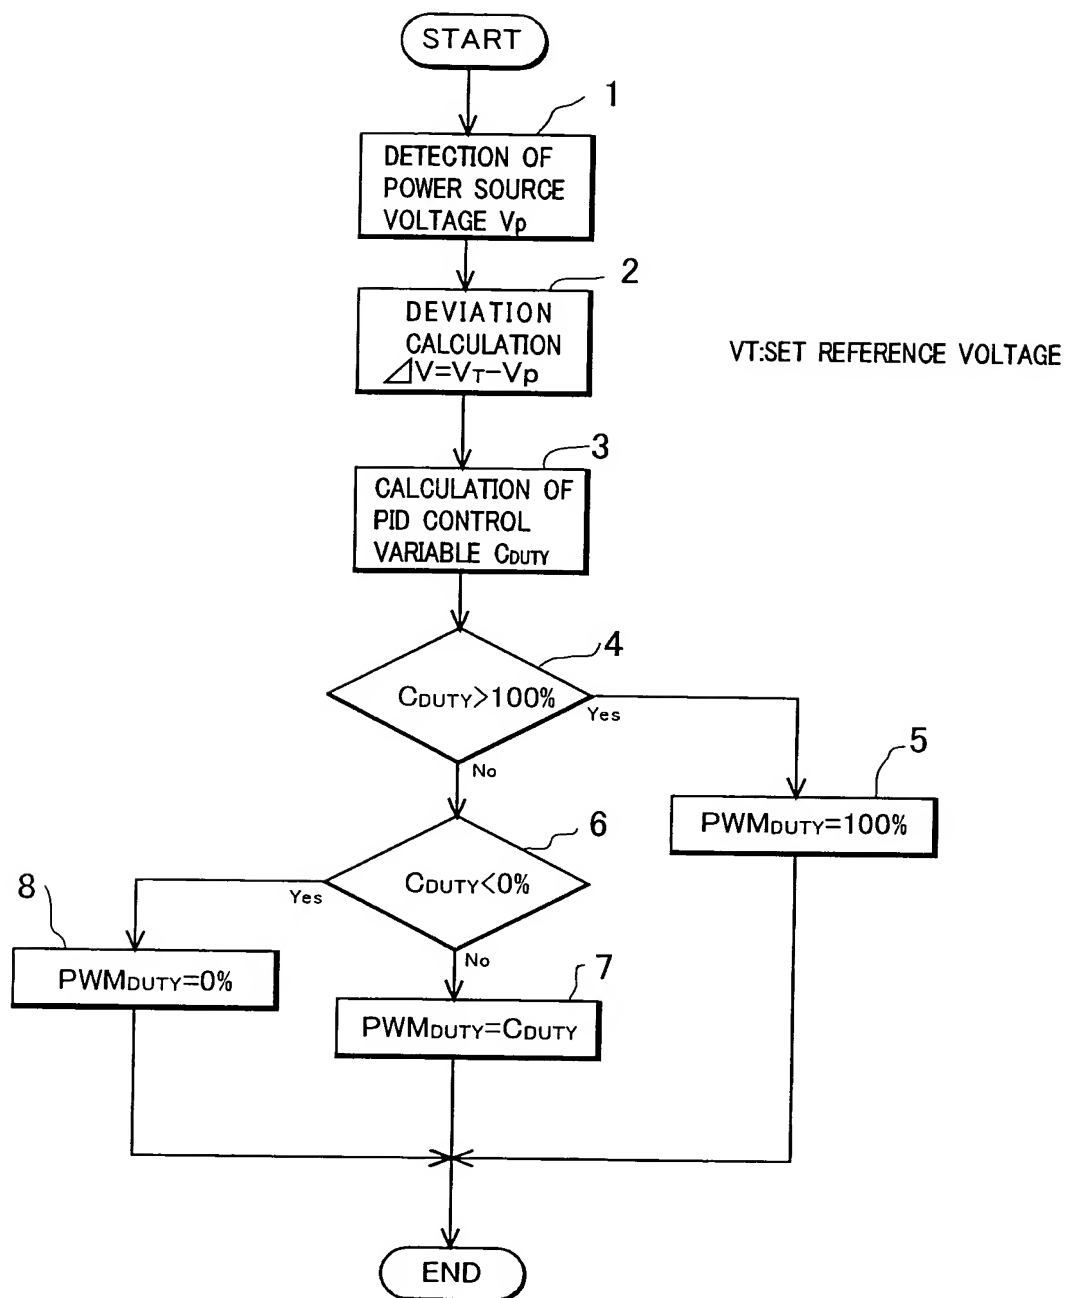 START
1
DETECTION OF
POWER SOURCE
VOLTAGE Vp
2
DEVIATION
CALCULATION
⊿V=VT−Vp
VT:SET REFERENCE VOLTAGE
3
CALCULATION OF
PID CONTROL
VARIABLE CDUTY
4
CDUTY>100%
Yes
No
5
PWMDUTY=100%
6
CDUTY<0%
Yes
No
8
PWMDUTY=0%
7
PWMDUTY=CDUTY
END